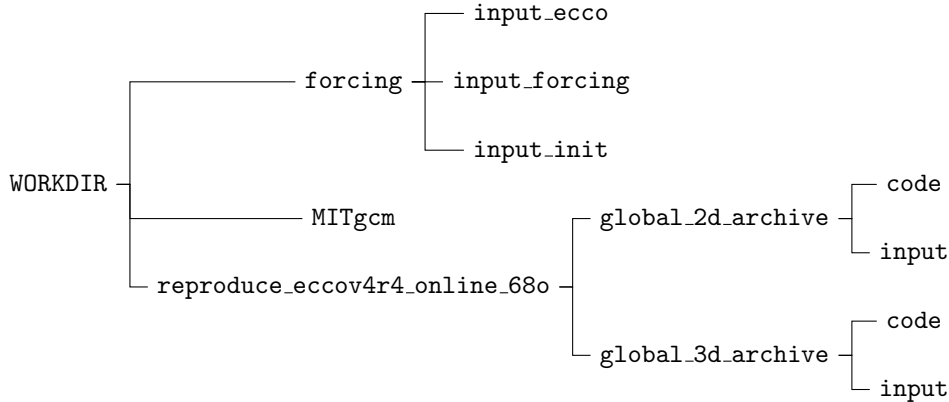 input_ecco
forcing
input_forcing
input_init
WORKDIR
code
MITgcm
global_2d_archive
input
reproduce_eccov4r4_online_68o
code
global_3d_archive
input